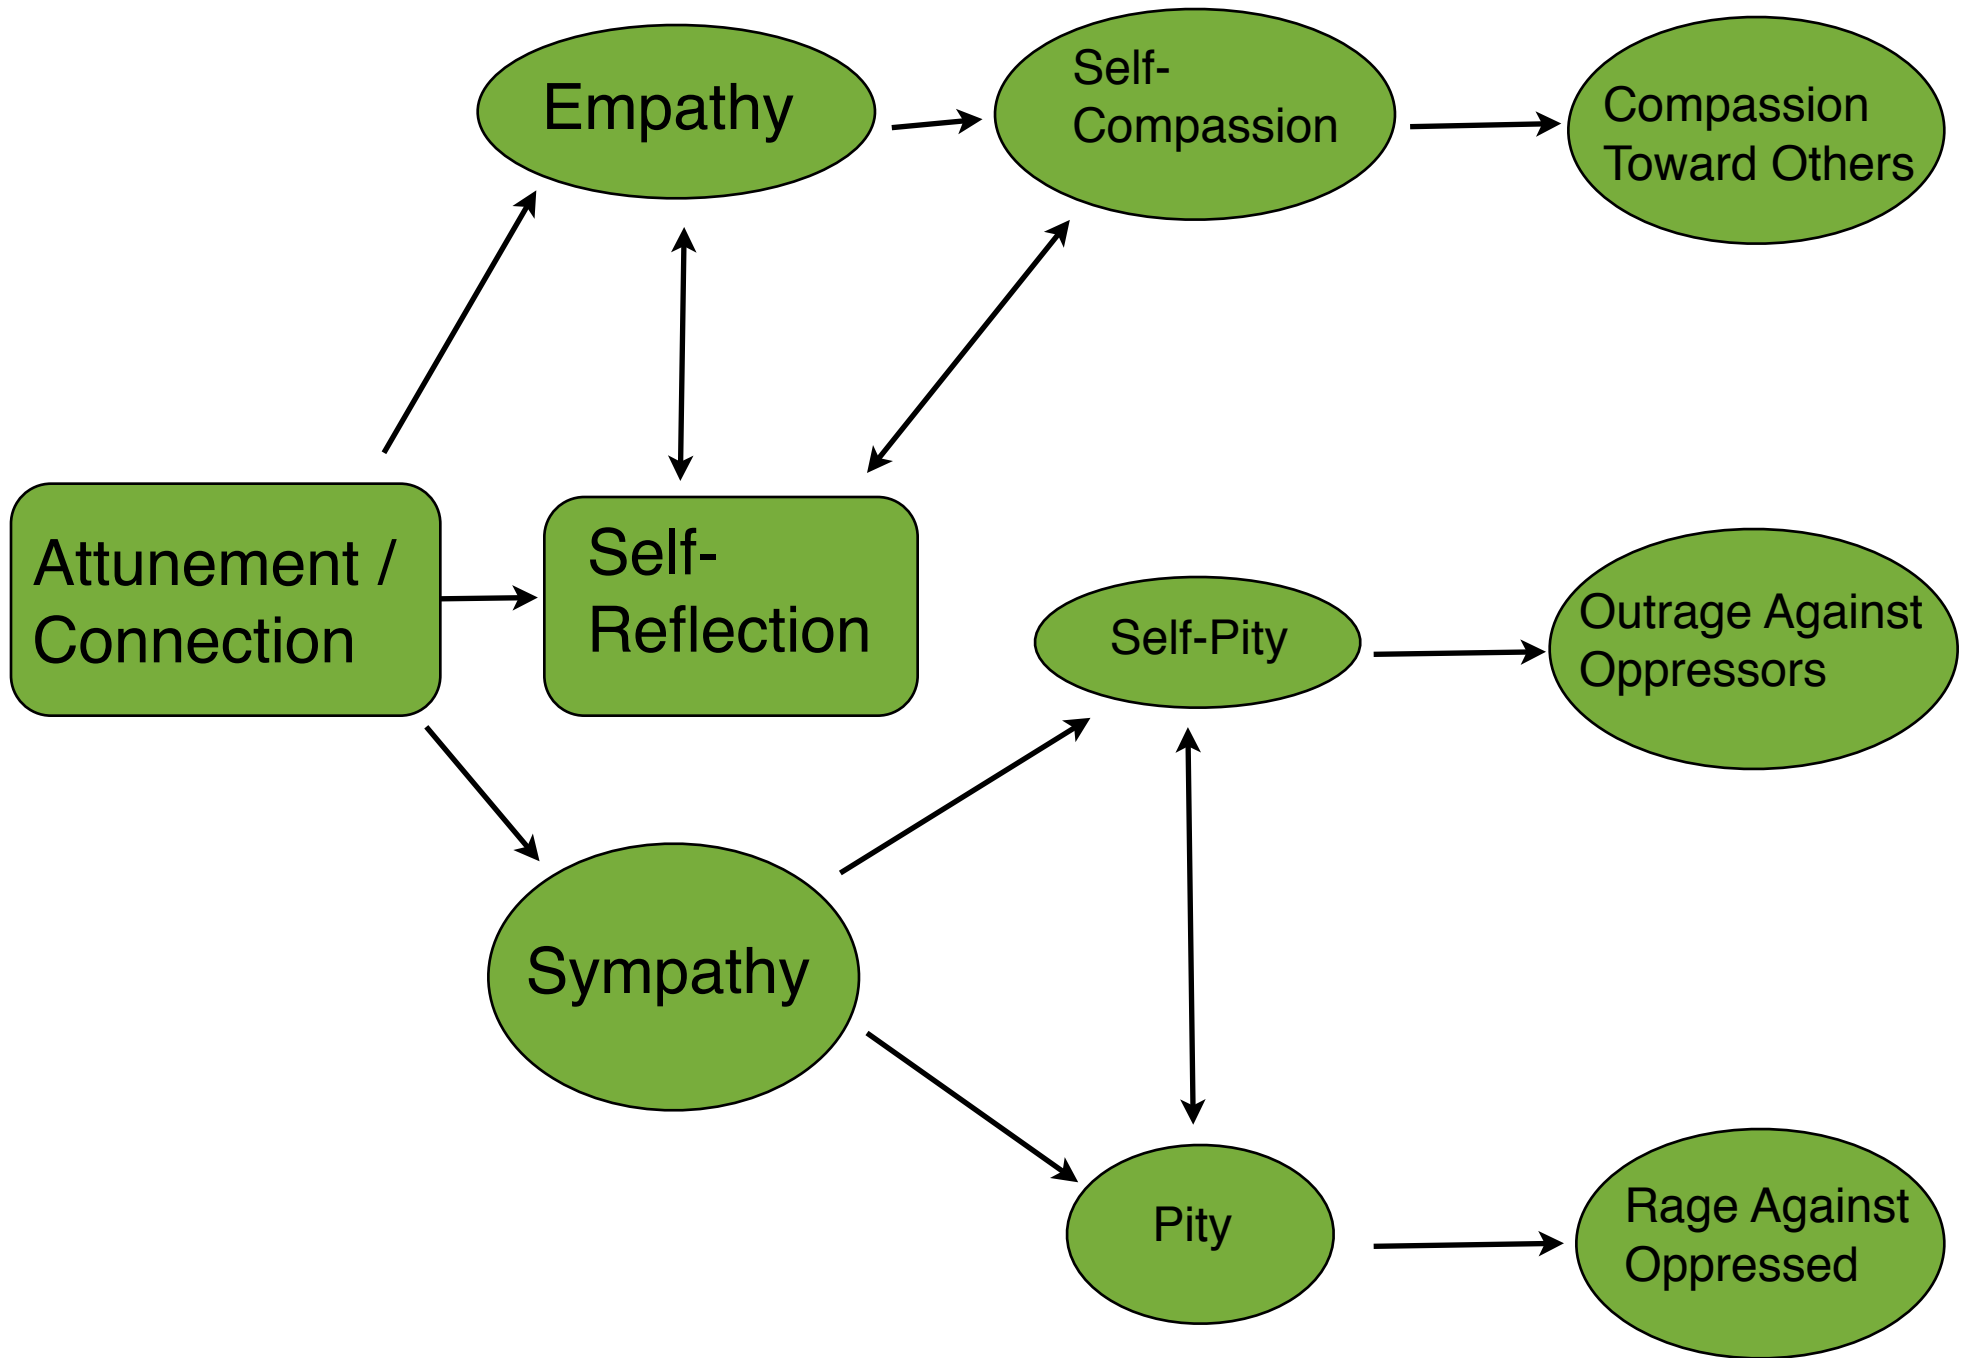 Empathy
Self-
Compassion
Compassion
Toward Others
Attunement /
Connection
Self-
Reflection
Self-Pity
Outrage Against
Oppressors
Sympathy
Pity
Rage Against
Oppressed